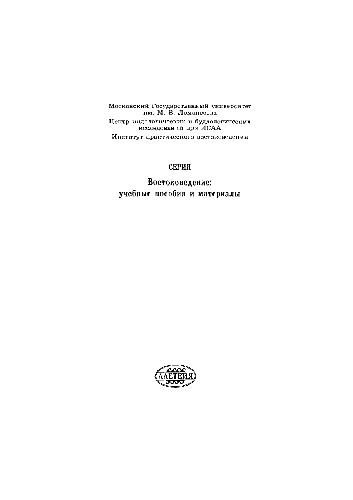 Московский Государственный университет
им. М. В. Ломоносова
Центр индологических и буддологических
исследований при ИСАА
Институт практического востоковедения
СЕРИЯ
Востоковедение:
учебные пособия и материалы
АЛЕТЕЙЯ